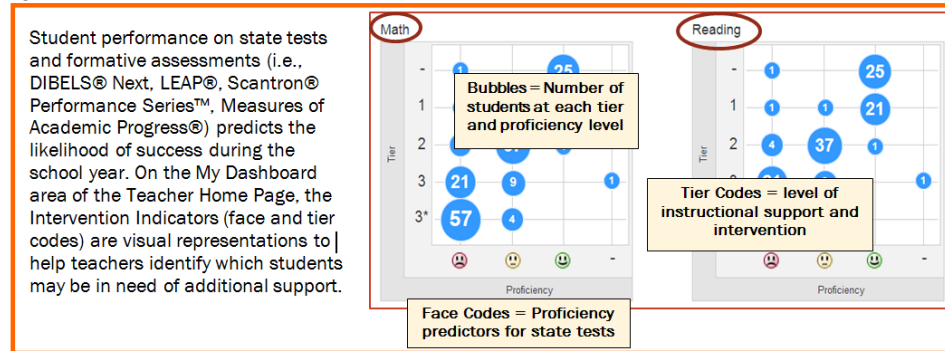 Student performance on state tests
and formative assessments (i.e.,
DIBELS® Next, LEAP®, Scantron®
Performance Series™, Measures of
Academic Progress®) predicts the
likelihood of success during the
school year. On the My Dashboard
area of the Teacher Home Page, the
Intervention Indicators (face and tier
codes) are visual representations to
help teachers identify which students
may be in need of additional support.
Math
Tier
- 1 25
Bubbles = Number of
students at each tier
and proficiency level
1
2
3 21 9 1
3* 57 4
-
Proficiency
Face Codes = Proficiency
predictors for state tests
Reading
Tier
- 1 25
1 1 1 21
2 4 37 1
3 1
Tier Codes = level of
instructional support and
intervention
-
Proficiency